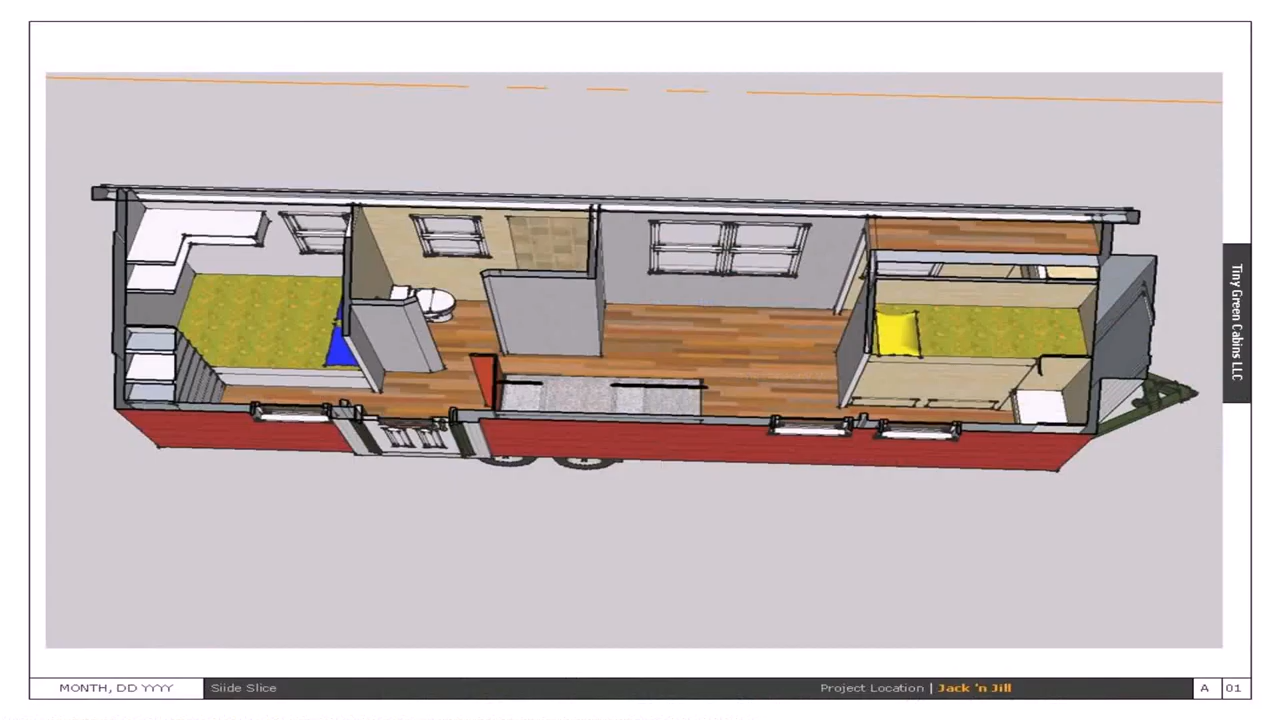 Tiny Green Cabins LLC
MONTH, DD YYYY
Siide Slice
Project Location | Jack 'n Jill
A
01